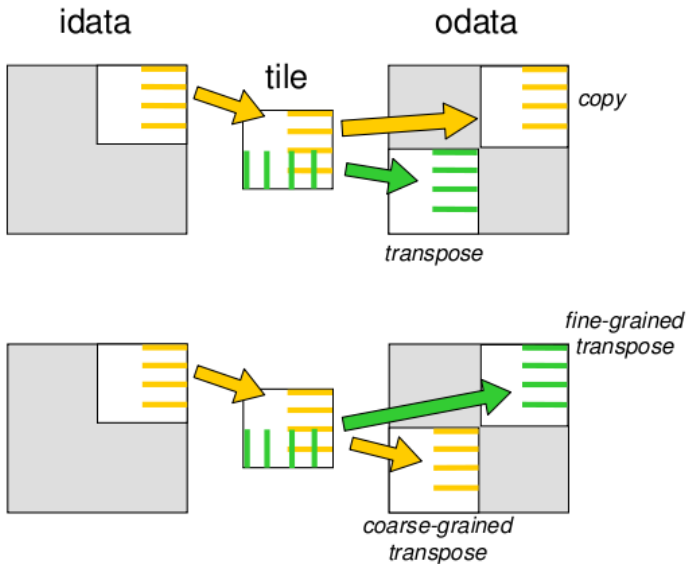 idata
odata
tile
copy
transpose
fine-grained
transpose
coarse-grained
transpose